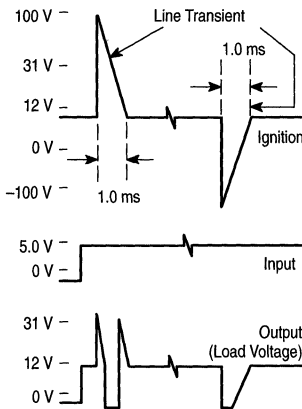 100 V
Line Transient
31 V
1.0 ms
12 V
Ignition
0 V
–100 V
1.0 ms
5.0 V
0 V
Input
31 V
Output
(Load Voltage)
12 V
0 V